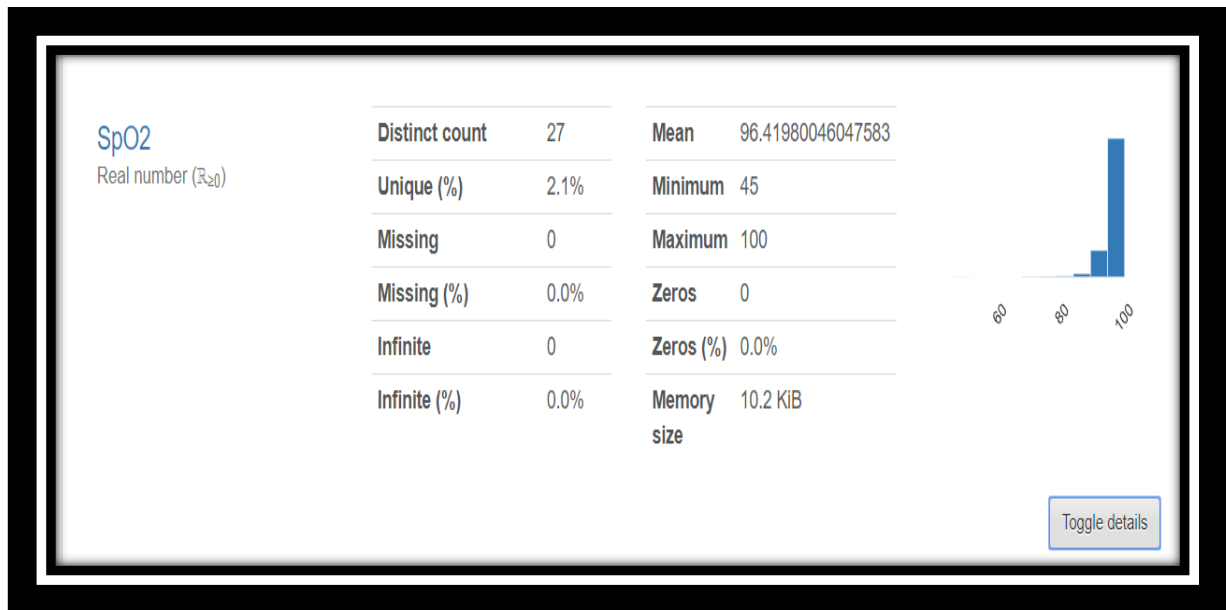 SpO2
Real number (ℝ≥0)
Distinct count 27
Unique (%) 2.1%
Missing 0
Missing (%) 0.0%
Infinite 0
Infinite (%) 0.0%
Mean 96.41980046047583
Minimum 45
Maximum 100
Zeros 0
Zeros (%) 0.0%
Memory 10.2 KiB
size
60
80
100
Toggle details